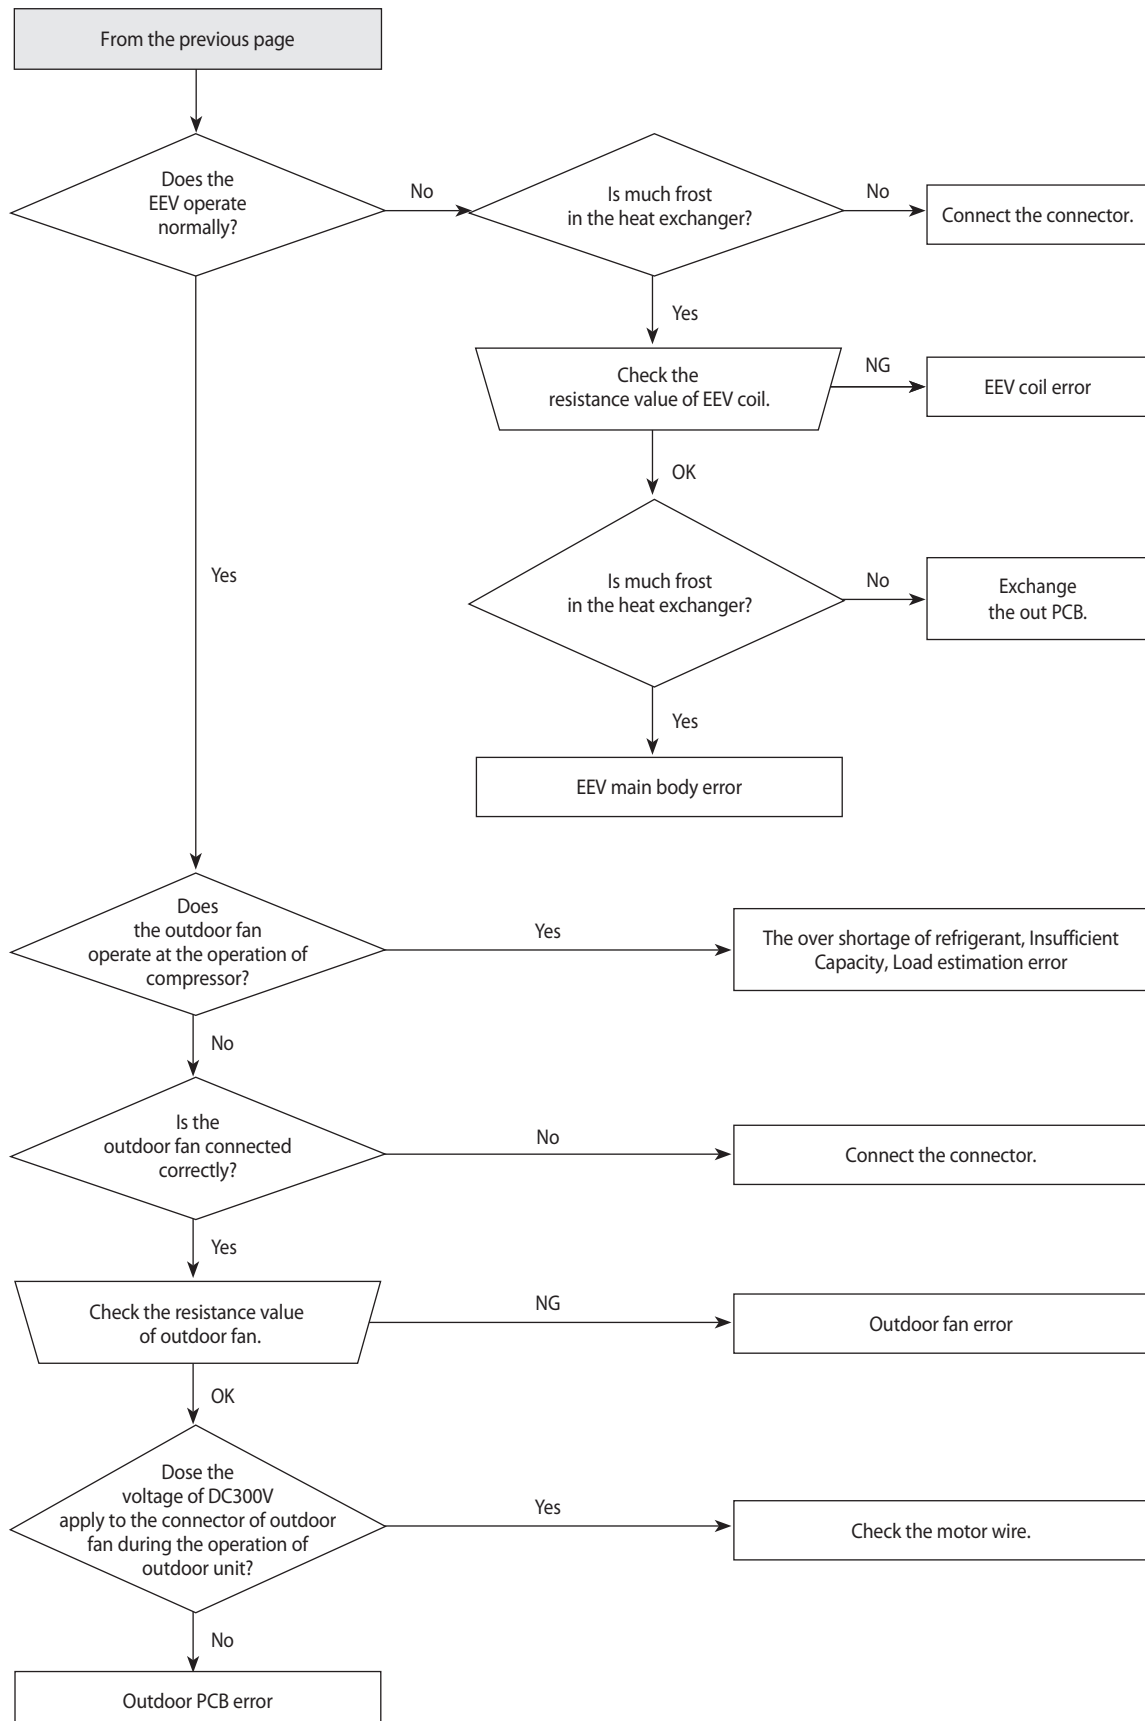 From the previous page
Does the
EEV operate
normally?
No
Is much frost
in the heat exchanger?
No
Connect the connector.
Yes
Check the
resistance value of EEV coil.
NG
EEV coil error
OK
Is much frost
in the heat exchanger?
No
Exchange
the out PCB.
Yes
EEV main body error
Yes
Does
the outdoor fan
operate at the operation of
compressor?
Yes
The over shortage of refrigerant, Insufficient
Capacity, Load estimation error
No
Is the
outdoor fan connected
correctly?
No
Connect the connector.
Yes
Check the resistance value
of outdoor fan.
NG
Outdoor fan error
OK
Dose the
voltage of DC300V
apply to the connector of outdoor
fan during the operation of
outdoor unit?
Yes
Check the motor wire.
No
Outdoor PCB error